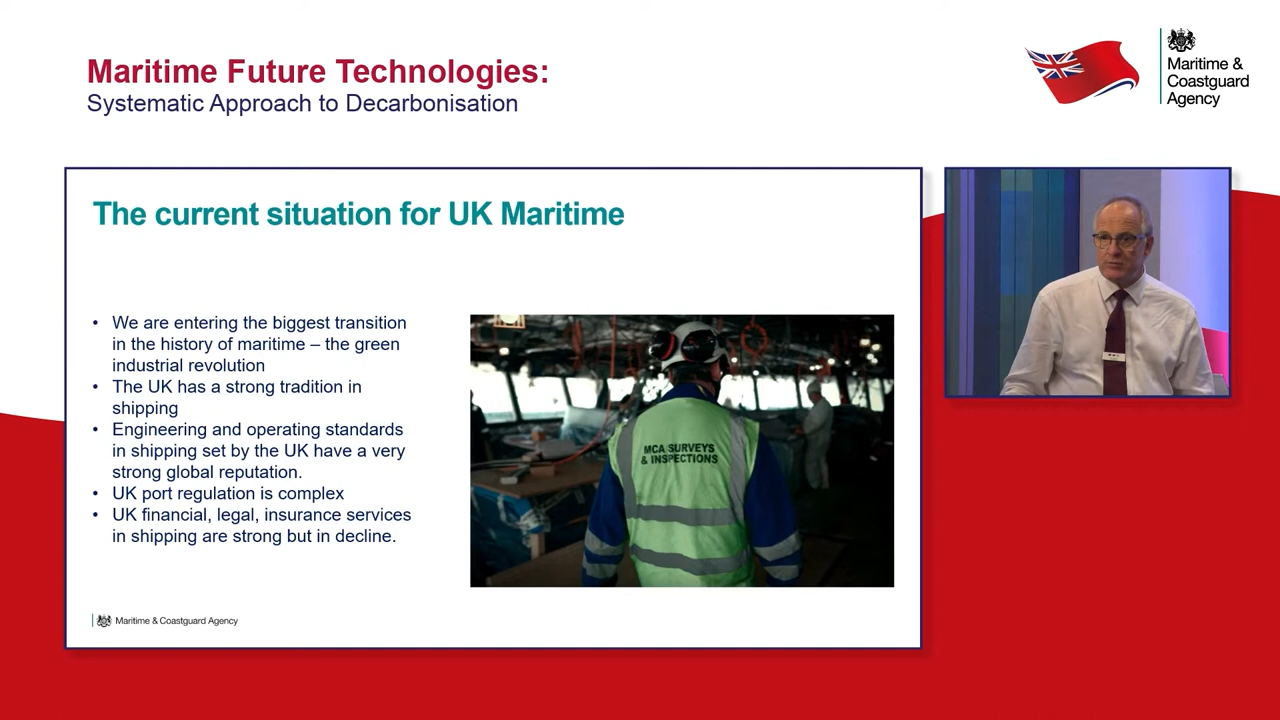 Maritime Future Technologies:
Systematic Approach to Decarbonisation
Maritime &
Coastguard
Agency
The current situation for UK Maritime
• We are entering the biggest transition
in the history of maritime – the green
industrial revolution
• The UK has a strong tradition in
shipping
• Engineering and operating standards
in shipping set by the UK have a very
strong global reputation.
• UK port regulation is complex
• UK financial, legal, insurance services
in shipping are strong but in decline.
MCA SURVEYS
& INSPECTIONS
Maritime & Coastguard Agency